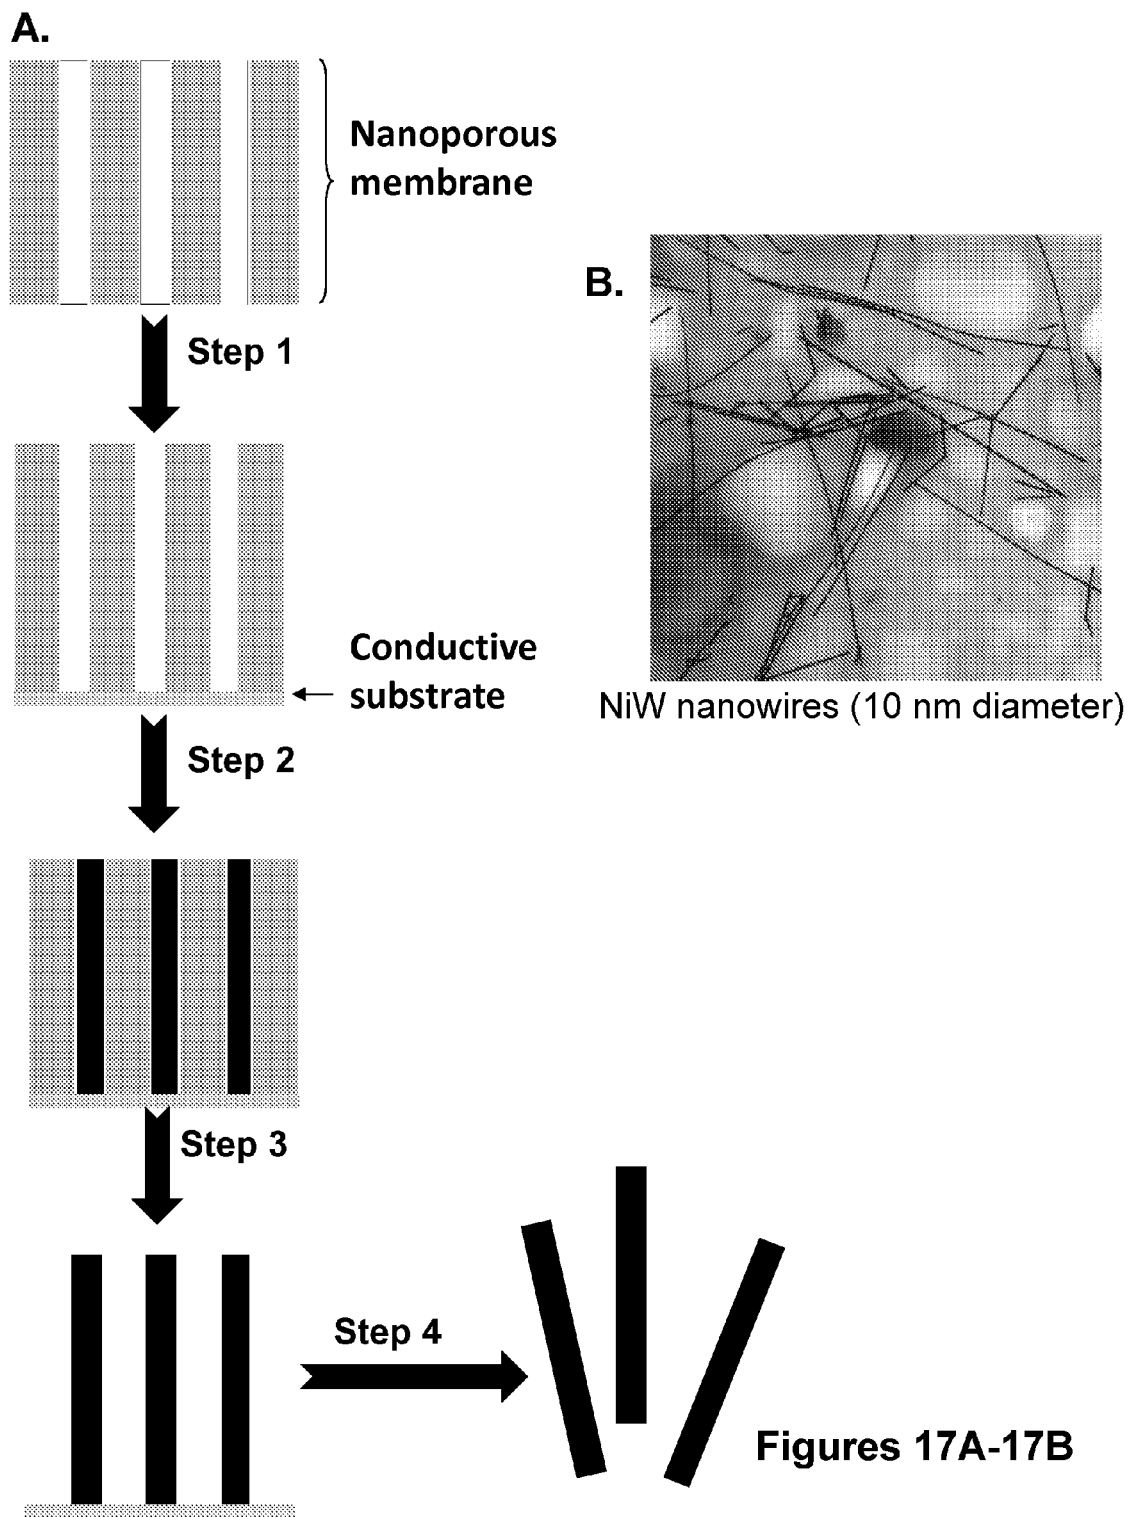 A.
Nanoporous
membrane
B.
Step 1
Conductive
substrate
NiW nanowires (10 nm diameter)
Step 2
Step 3
Step 4
Figures 17A-17B